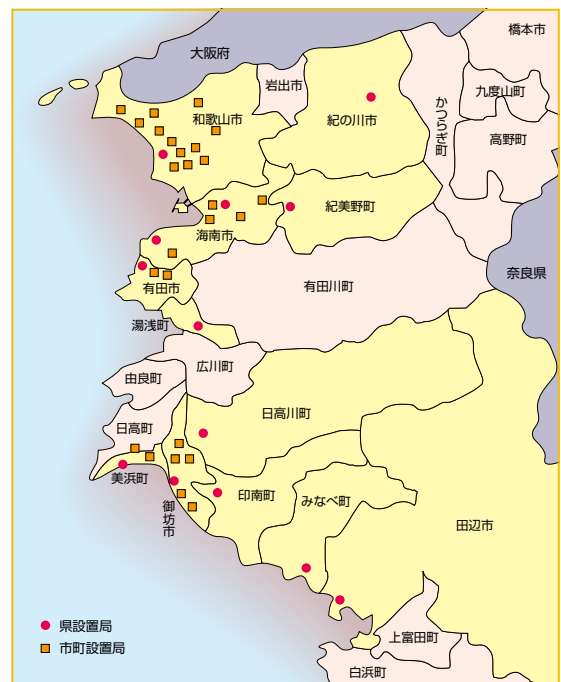 橋本市
大阪府
岩出市
九度山町
かつらぎ町
和歌山市
紀の川市
高野町
紀美野町
海南市
奈良県
有田市
有田川町
湯浅町
広川町
由良町
日高川町
日高町
美浜町
印南町
みなべ町
御坊市
田辺市
県設置局
市町設置局
上富田町
白浜町